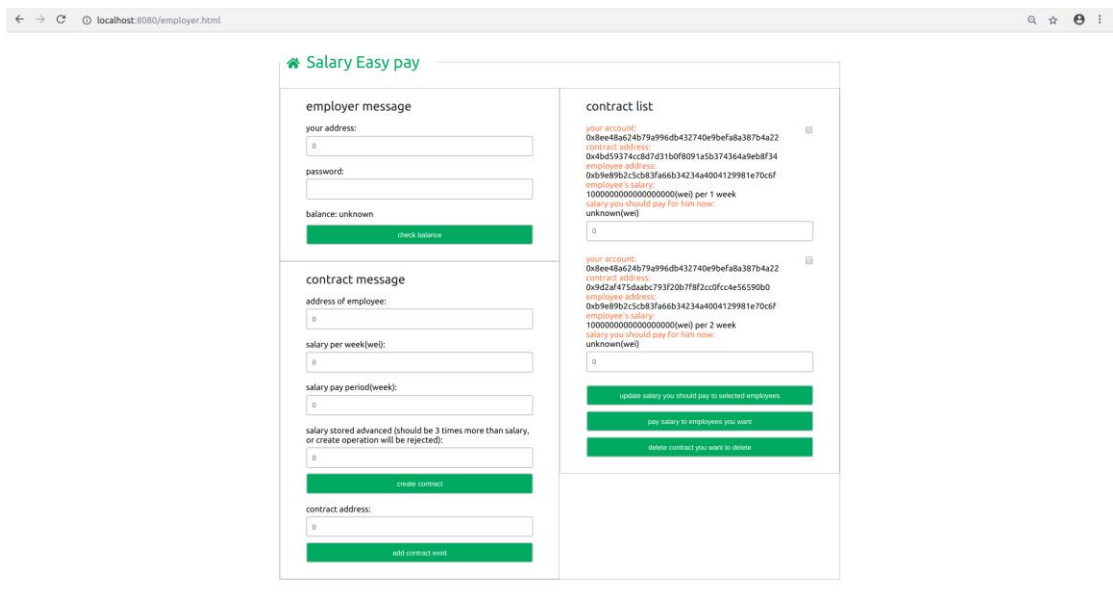 localhost:8080/employer.html
Salary Easy pay
employer message
your address:
0
password:
balance: unknown
check balance
contract message
address of employee:
0
salary per week(wei):
0
salary pay period(week):
0
salary stored advanced (should be 3 times more than salary,
or create operation will be rejected):
0
create contract
contract address:
0
add contract exist
contract list
your account:
0x8ee48a624b79a996db432740e9befa8a387b4a22
contract address:
0x4bd59374cc8d7d31b0f8091a5b374364a9eb8f34
employee address:
0xb9e89b2c5cb83fa66b34234a4004129981e70c6f
employee's salary:
1000000000000000000(wei) per 1 week
salary you should pay for him now:
unknown(wei)
0
your account:
0x8ee48a624b79a996db432740e9befa8a387b4a22
contract address:
0x9d2af475daabc793f20b7f8f2cc0fcc4e56590b0
employee address:
0xb9e89b2c5cb83fa66b34234a4004129981e70c6f
employee's salary:
1000000000000000000(wei) per 2 week
salary you should pay for him now:
unknown(wei)
0
update salary you should pay to selected employees
pay salary to employees you want
delete contract you want to delete